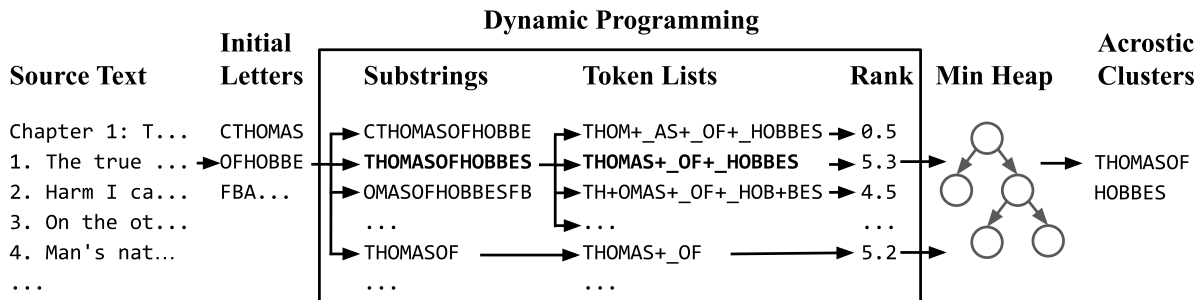 Dynamic Programming
Initial Letters
Acrostic Clusters
Source Text
Substrings
Token Lists
Rank
Min Heap
Chapter 1: T... CTHOMAS CTHOMASOFHOBBE THOM+_AS+_OF+_HOBBES 0.5
1. The true ... OFHOBBE THOMASOFHOBBES THOMAS+_OF+_HOBBES 5.3 THOMASOF
2. Harm I ca... FBA... OMASOFHOBBESFB TH+OMAS+_OF+_HOB+BES 4.5 HOBBES
3. On the ot... ... ... ...
4. Man's nat... THOMASOF THOMAS+_OF 5.2
... ... ...